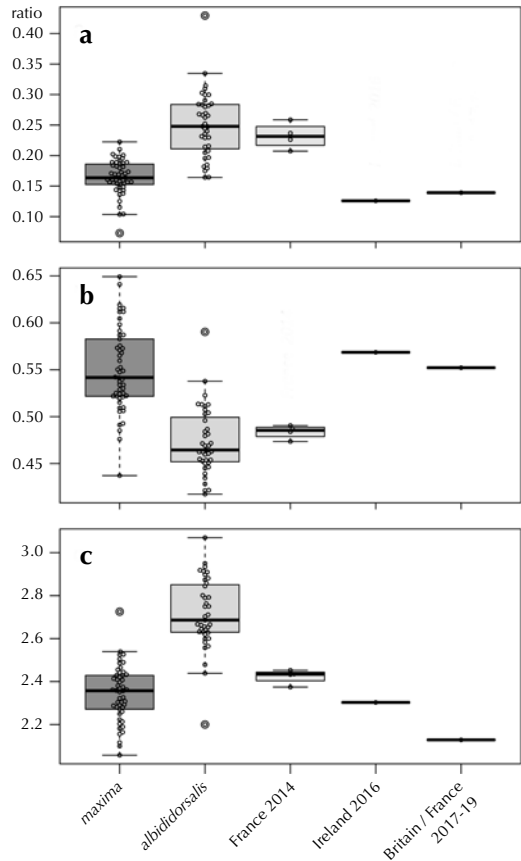 ratio
a
0.40
0.35
0.30
0.25
0.20
0.15
0.10
b
0.65
0.60
0.55
0.50
0.45
c
3.0
2.8
2.6
2.4
2.2
maxima
albididorsalis
France 2014
Ireland 2016
Britain / France
2017-19